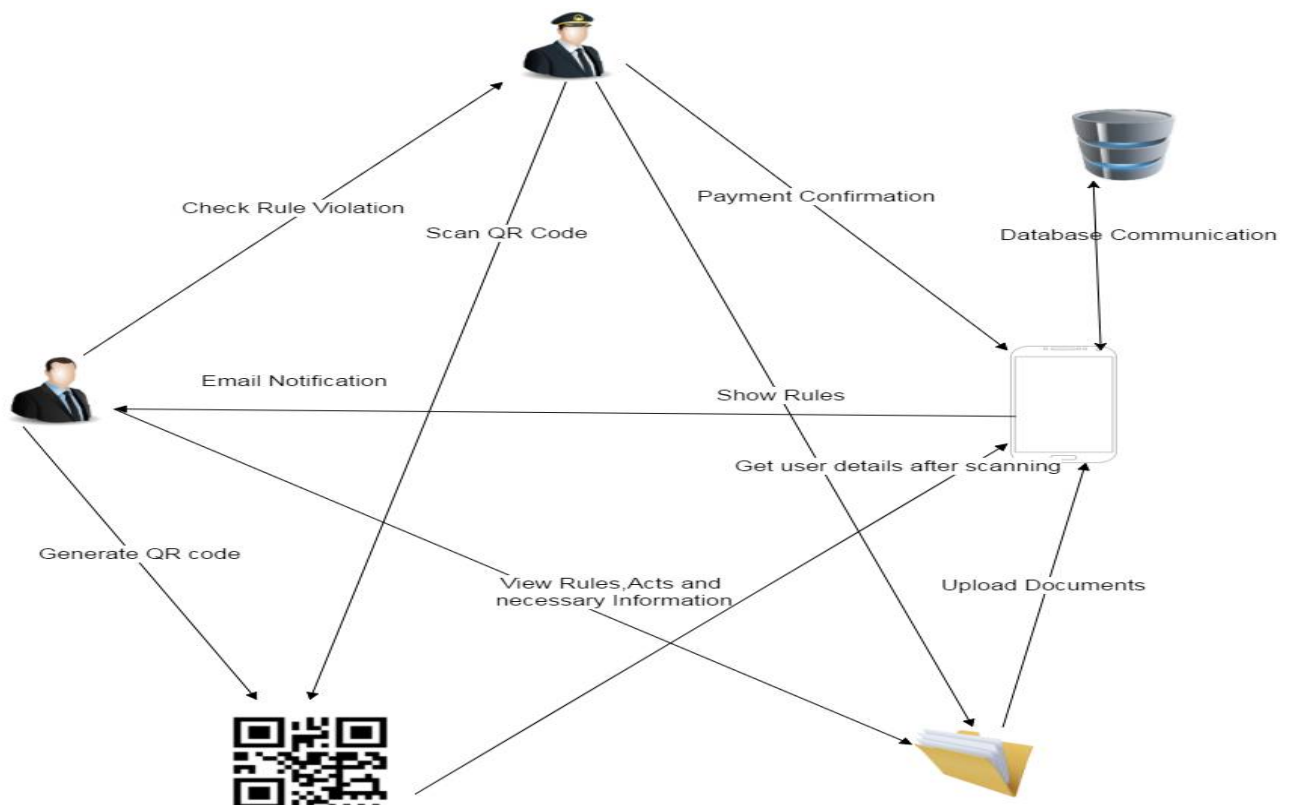 Check Rule Violation
Payment Confirmation
Scan QR Code
Database Communication
Email Notification
Show Rules
Get user details after scanning
Generate QR code
View Rules,Acts and
necessary Information
Upload Documents